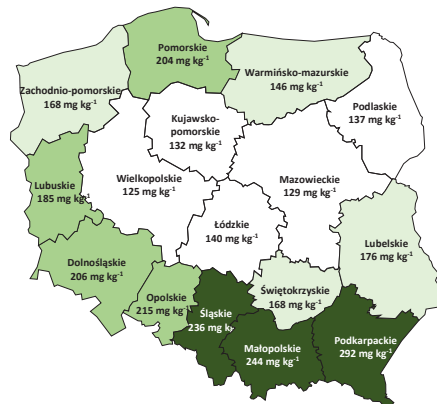 Pomorskie
204 mg kg⁻¹
Warmińsko-mazurskie
146 mg kg⁻¹
Zachodnio-pomorskie
168 mg kg⁻¹
Podlaskie
137 mg kg⁻¹
Kujawsko-
pomorskie
132 mg kg⁻¹
Wielkopolskie
125 mg kg⁻¹
Mazowieckie
129 mg kg⁻¹
Lubuskie
185 mg kg⁻¹
Łódzkie
140 mg kg⁻¹
Lubelskie
176 mg kg⁻¹
Dolnośląskie
206 mg kg⁻¹
Opolskie
215 mg kg⁻¹
Świętokrzyskie
168 mg kg⁻¹
Śląskie
236 mg k
Małopolskie
244 mg kg⁻¹
Podkarpackie
292 mg kg⁻¹